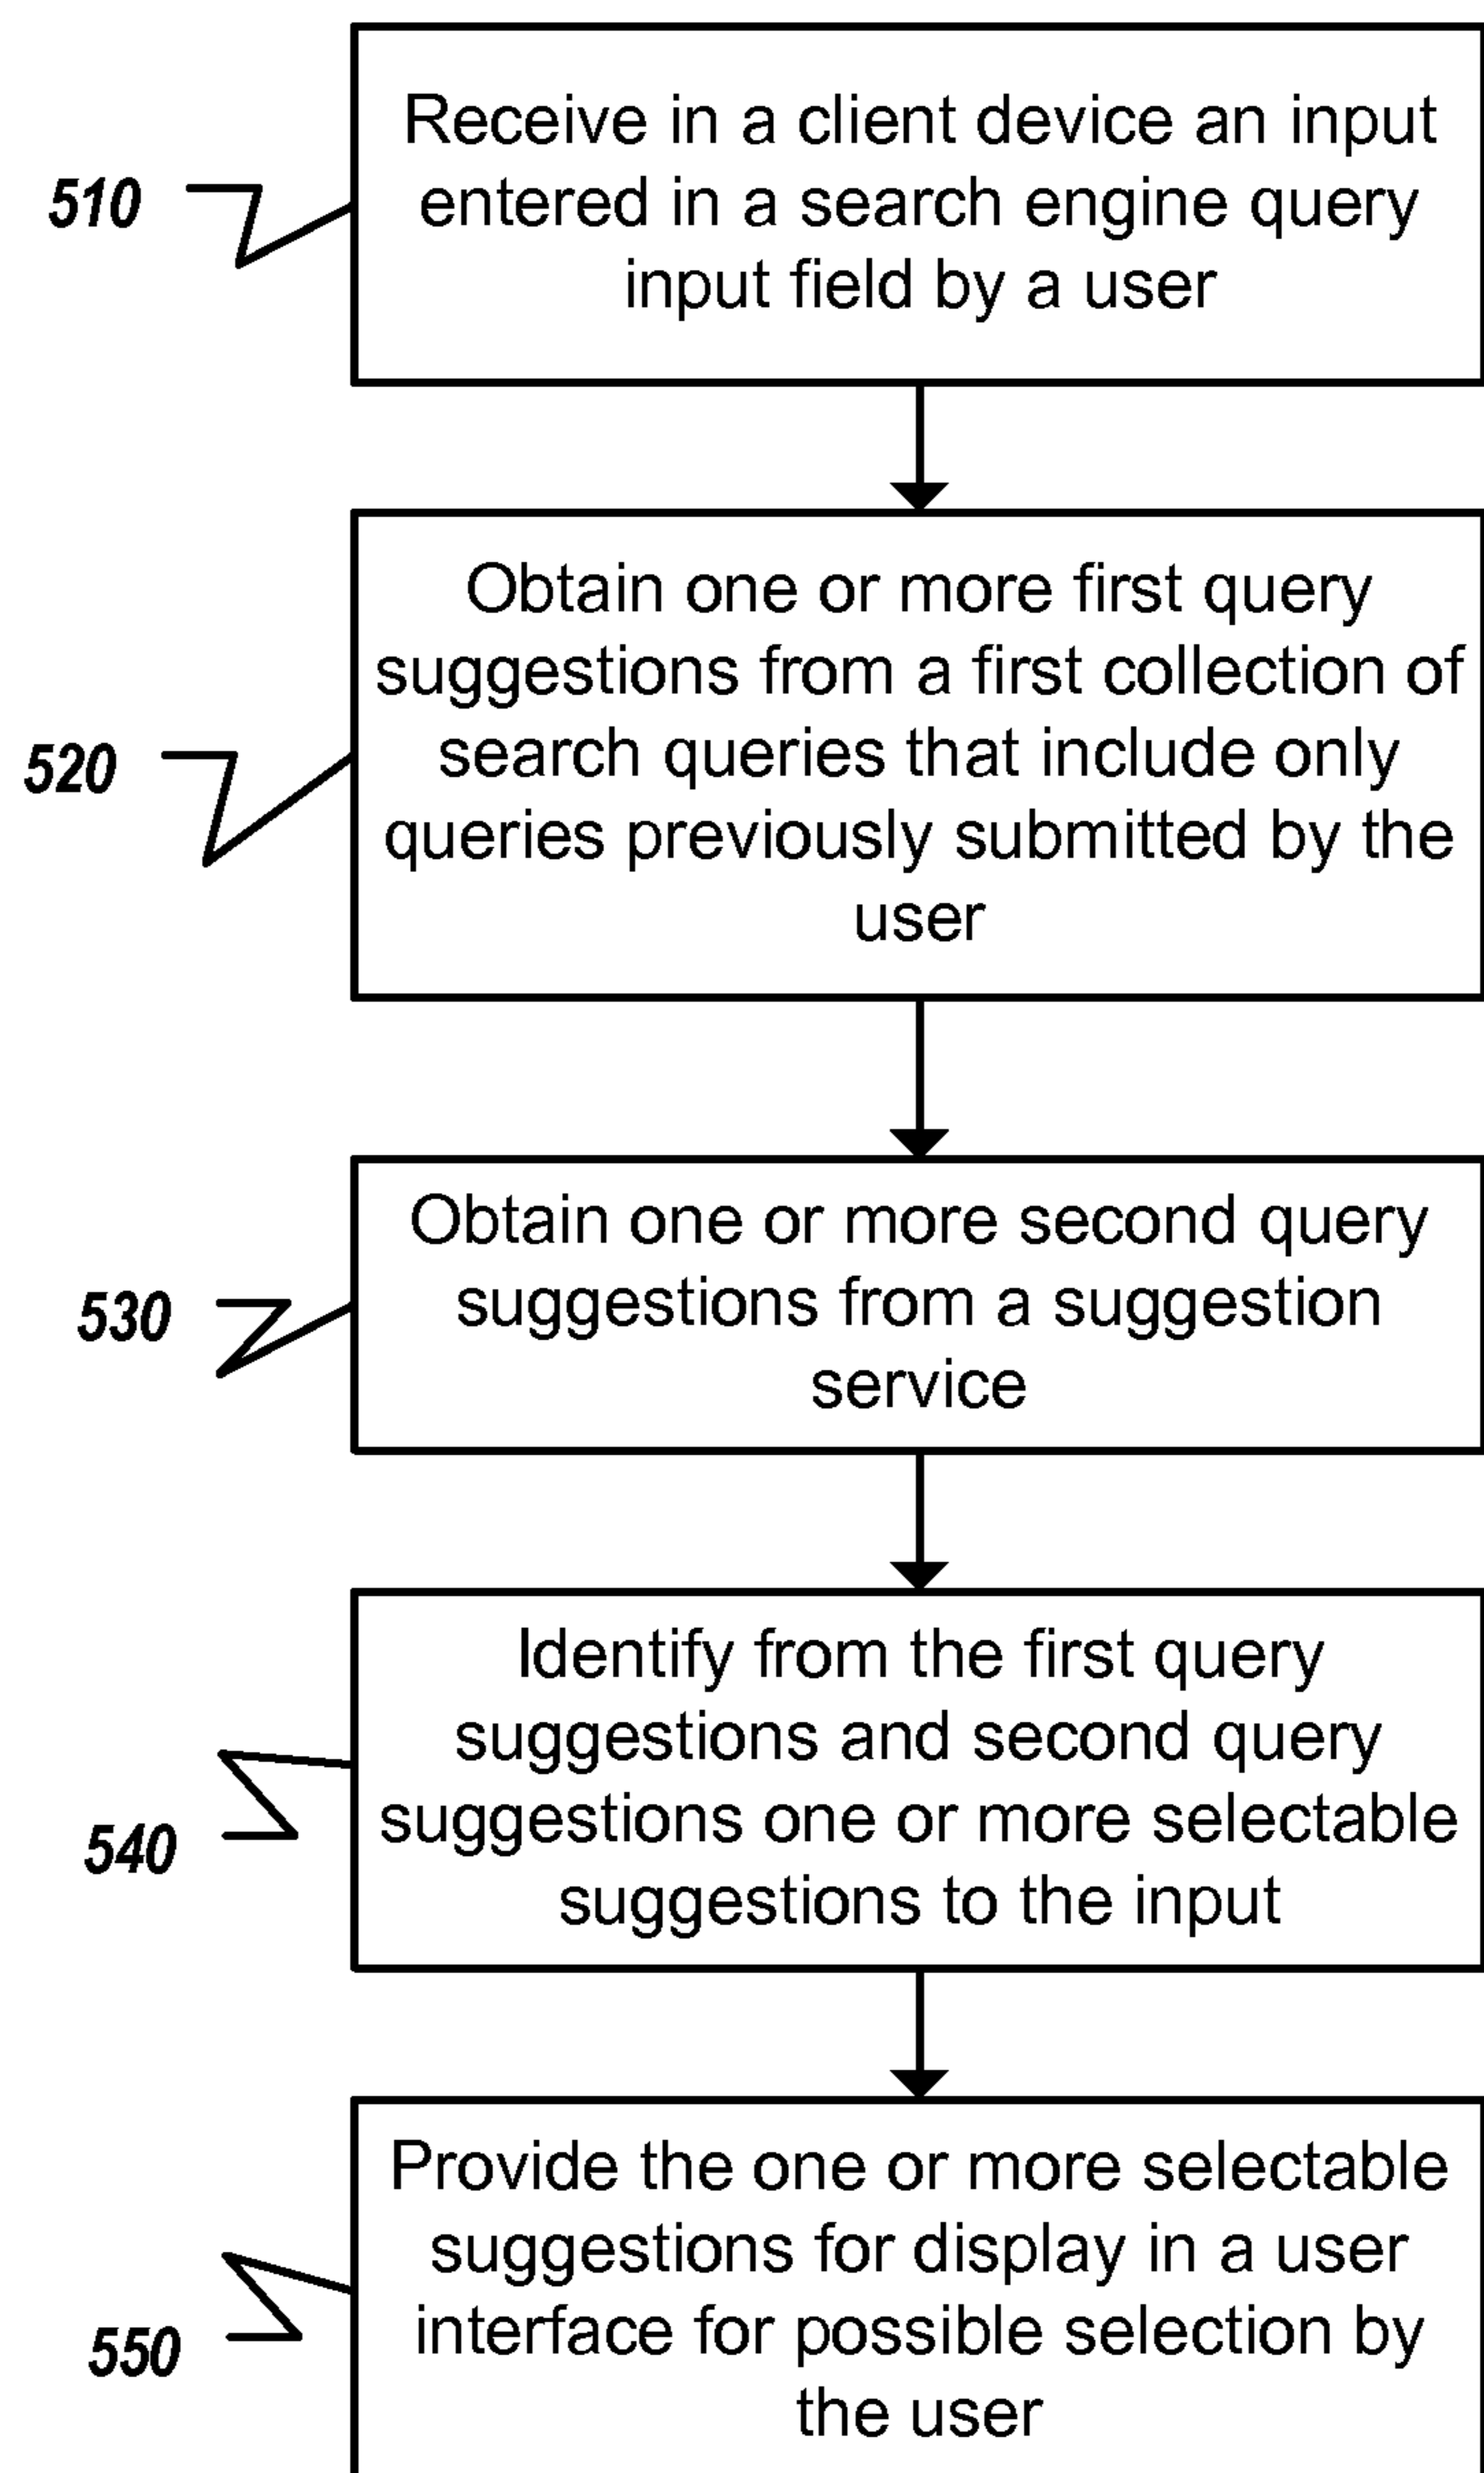 510
Receive in a client device an input
entered in a search engine query
input field by a user
520
Obtain one or more first query
suggestions from a first collection of
search queries that include only
queries previously submitted by the
user
530
Obtain one or more second query
suggestions from a suggestion
service
540
Identify from the first query
suggestions and second query
suggestions one or more selectable
suggestions to the input
550
Provide the one or more selectable
suggestions for display in a user
interface for possible selection by
the user